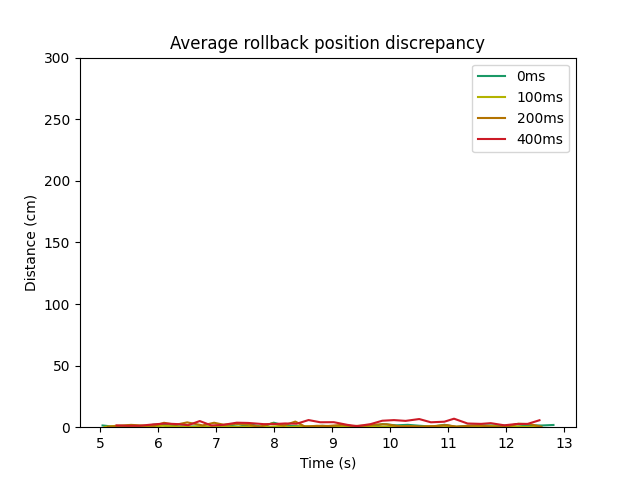 Average rollback position discrepancy
0ms
100ms
200ms
400ms
300
250
200
150
100
50
0
Distance (cm)
5 6 7 8 9 10 11 12 13
Time (s)